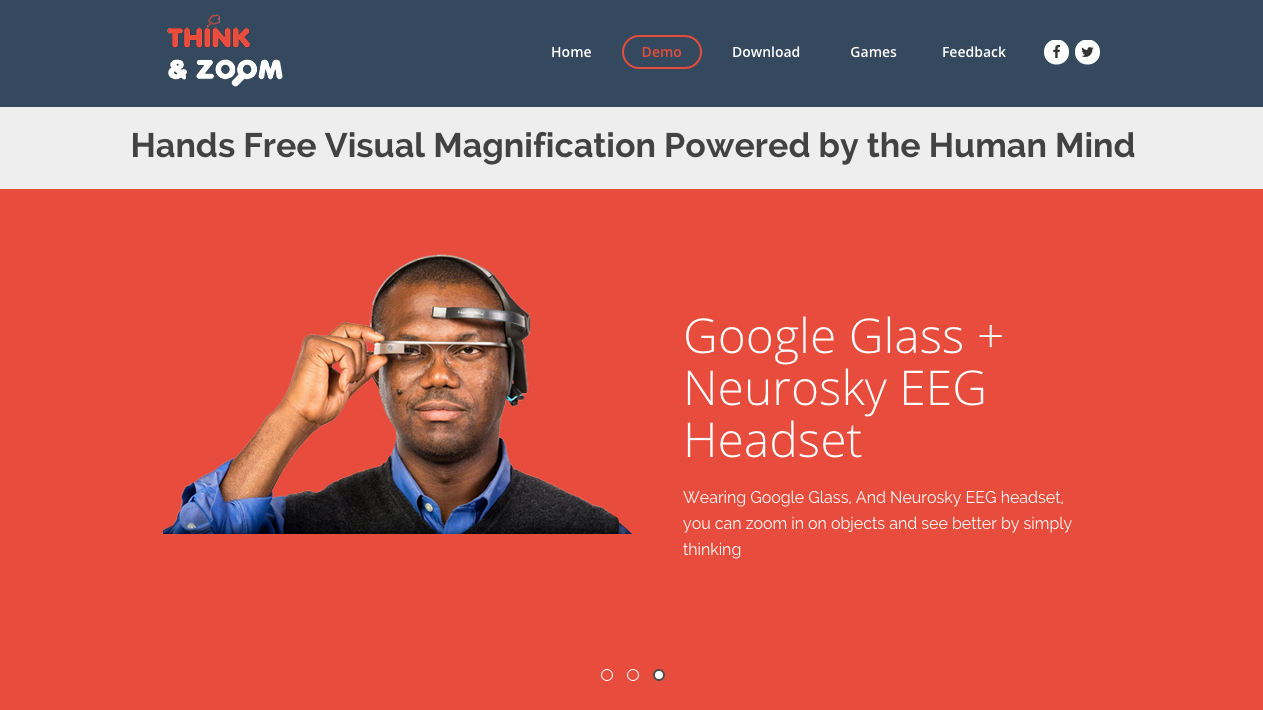 THINK
& ZOOM
Home Demo Download Games Feedback
Hands Free Visual Magnification Powered by the Human Mind
Google Glass +
Neurosky EEG
Headset
Wearing Google Glass, And Neurosky EEG headset,
you can zoom in on objects and see better by simply
thinking